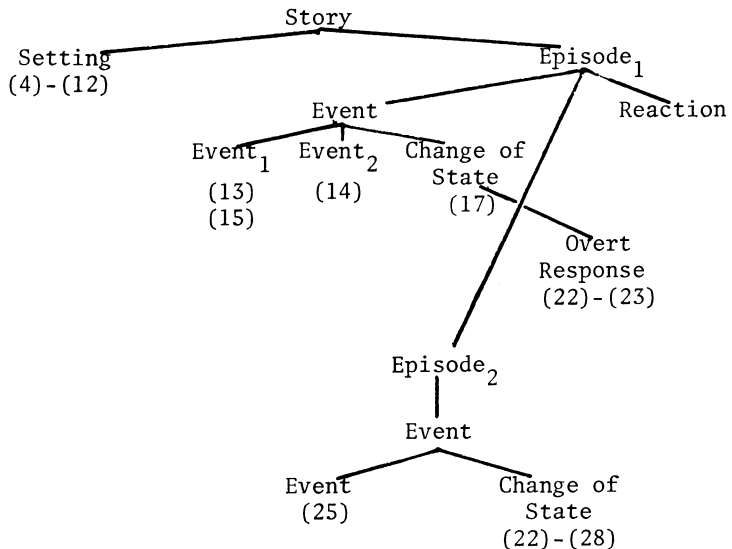 Story
Setting
(4)-(12)
Episode1
Event
Reaction
Event1
Event2
Change of
State
(13)
(14)
(17)
(15)
Overt
Response
(22)-(23)
Episode2
Event
Event
(25)
Change of
State
(22)-(28)